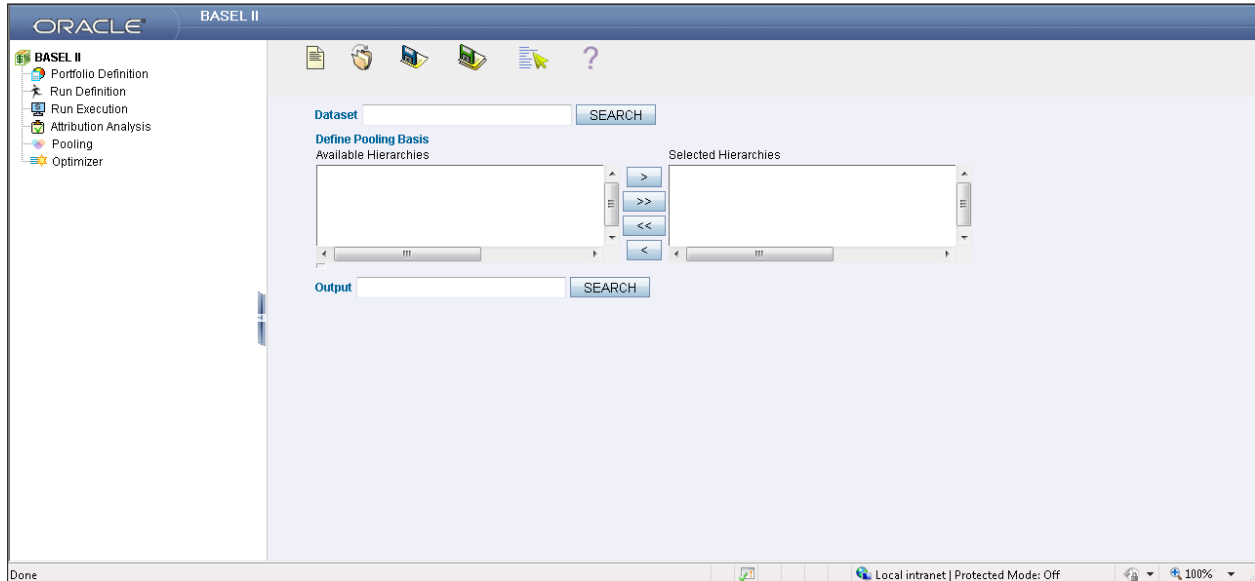 ORACLE
BASEL II
BASEL II
Portfolio Definition
Run Definition
Run Execution
Attribution Analysis
Pooling
Optimizer
?
Dataset SEARCH
Define Pooling Basis
Available Hierarchies Selected Hierarchies
>
>>
<<
<
Output SEARCH
Done Local intranet | Protected Mode: Off 100%